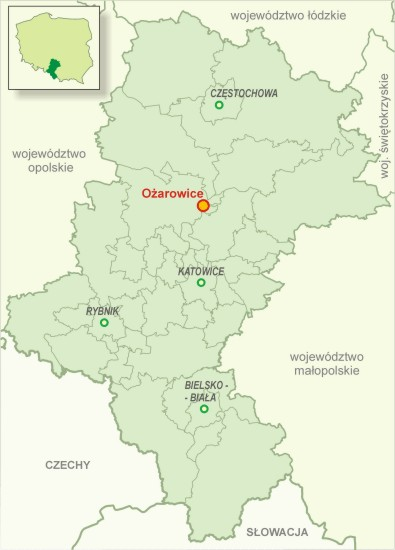 województwo łódzkie
woj. świętokrzyskie
CZĘSTOCHOWA
województwo
opolskie
Ożarowice
KATOWICE
RYBNIK
województwo
małopolskie
BIELSKO -
- BIAŁA
CZECHY
SŁOWACJA